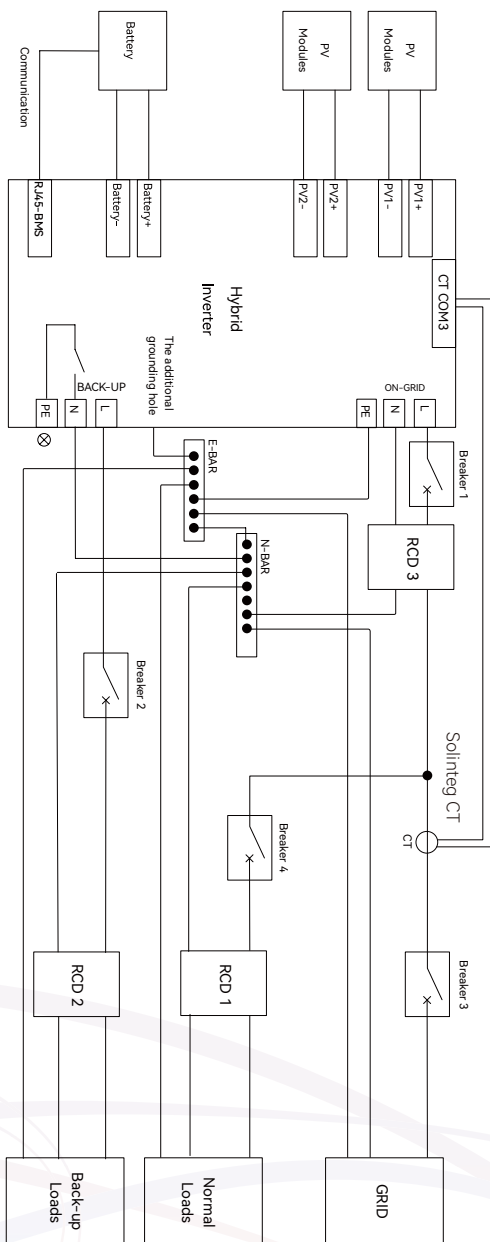 PV
Modules
PV
Modules
Battery
Communication
PV1+
PV1-
PV2+
PV2-
Battery+
Battery-
RJ45-BMS
CT COM3
Hybrid
Inverter
The additional
grounding hole
ON-GRID
L
N
PE
BACK-UP
L
N
PE
Breaker 1
RCD 3
E-BAR
N-BAR
Breaker 2
Solinteg CT
CT
Breaker 4
Breaker 3
RCD 1
RCD 2
GRID
Normal
Loads
Back-up
Loads